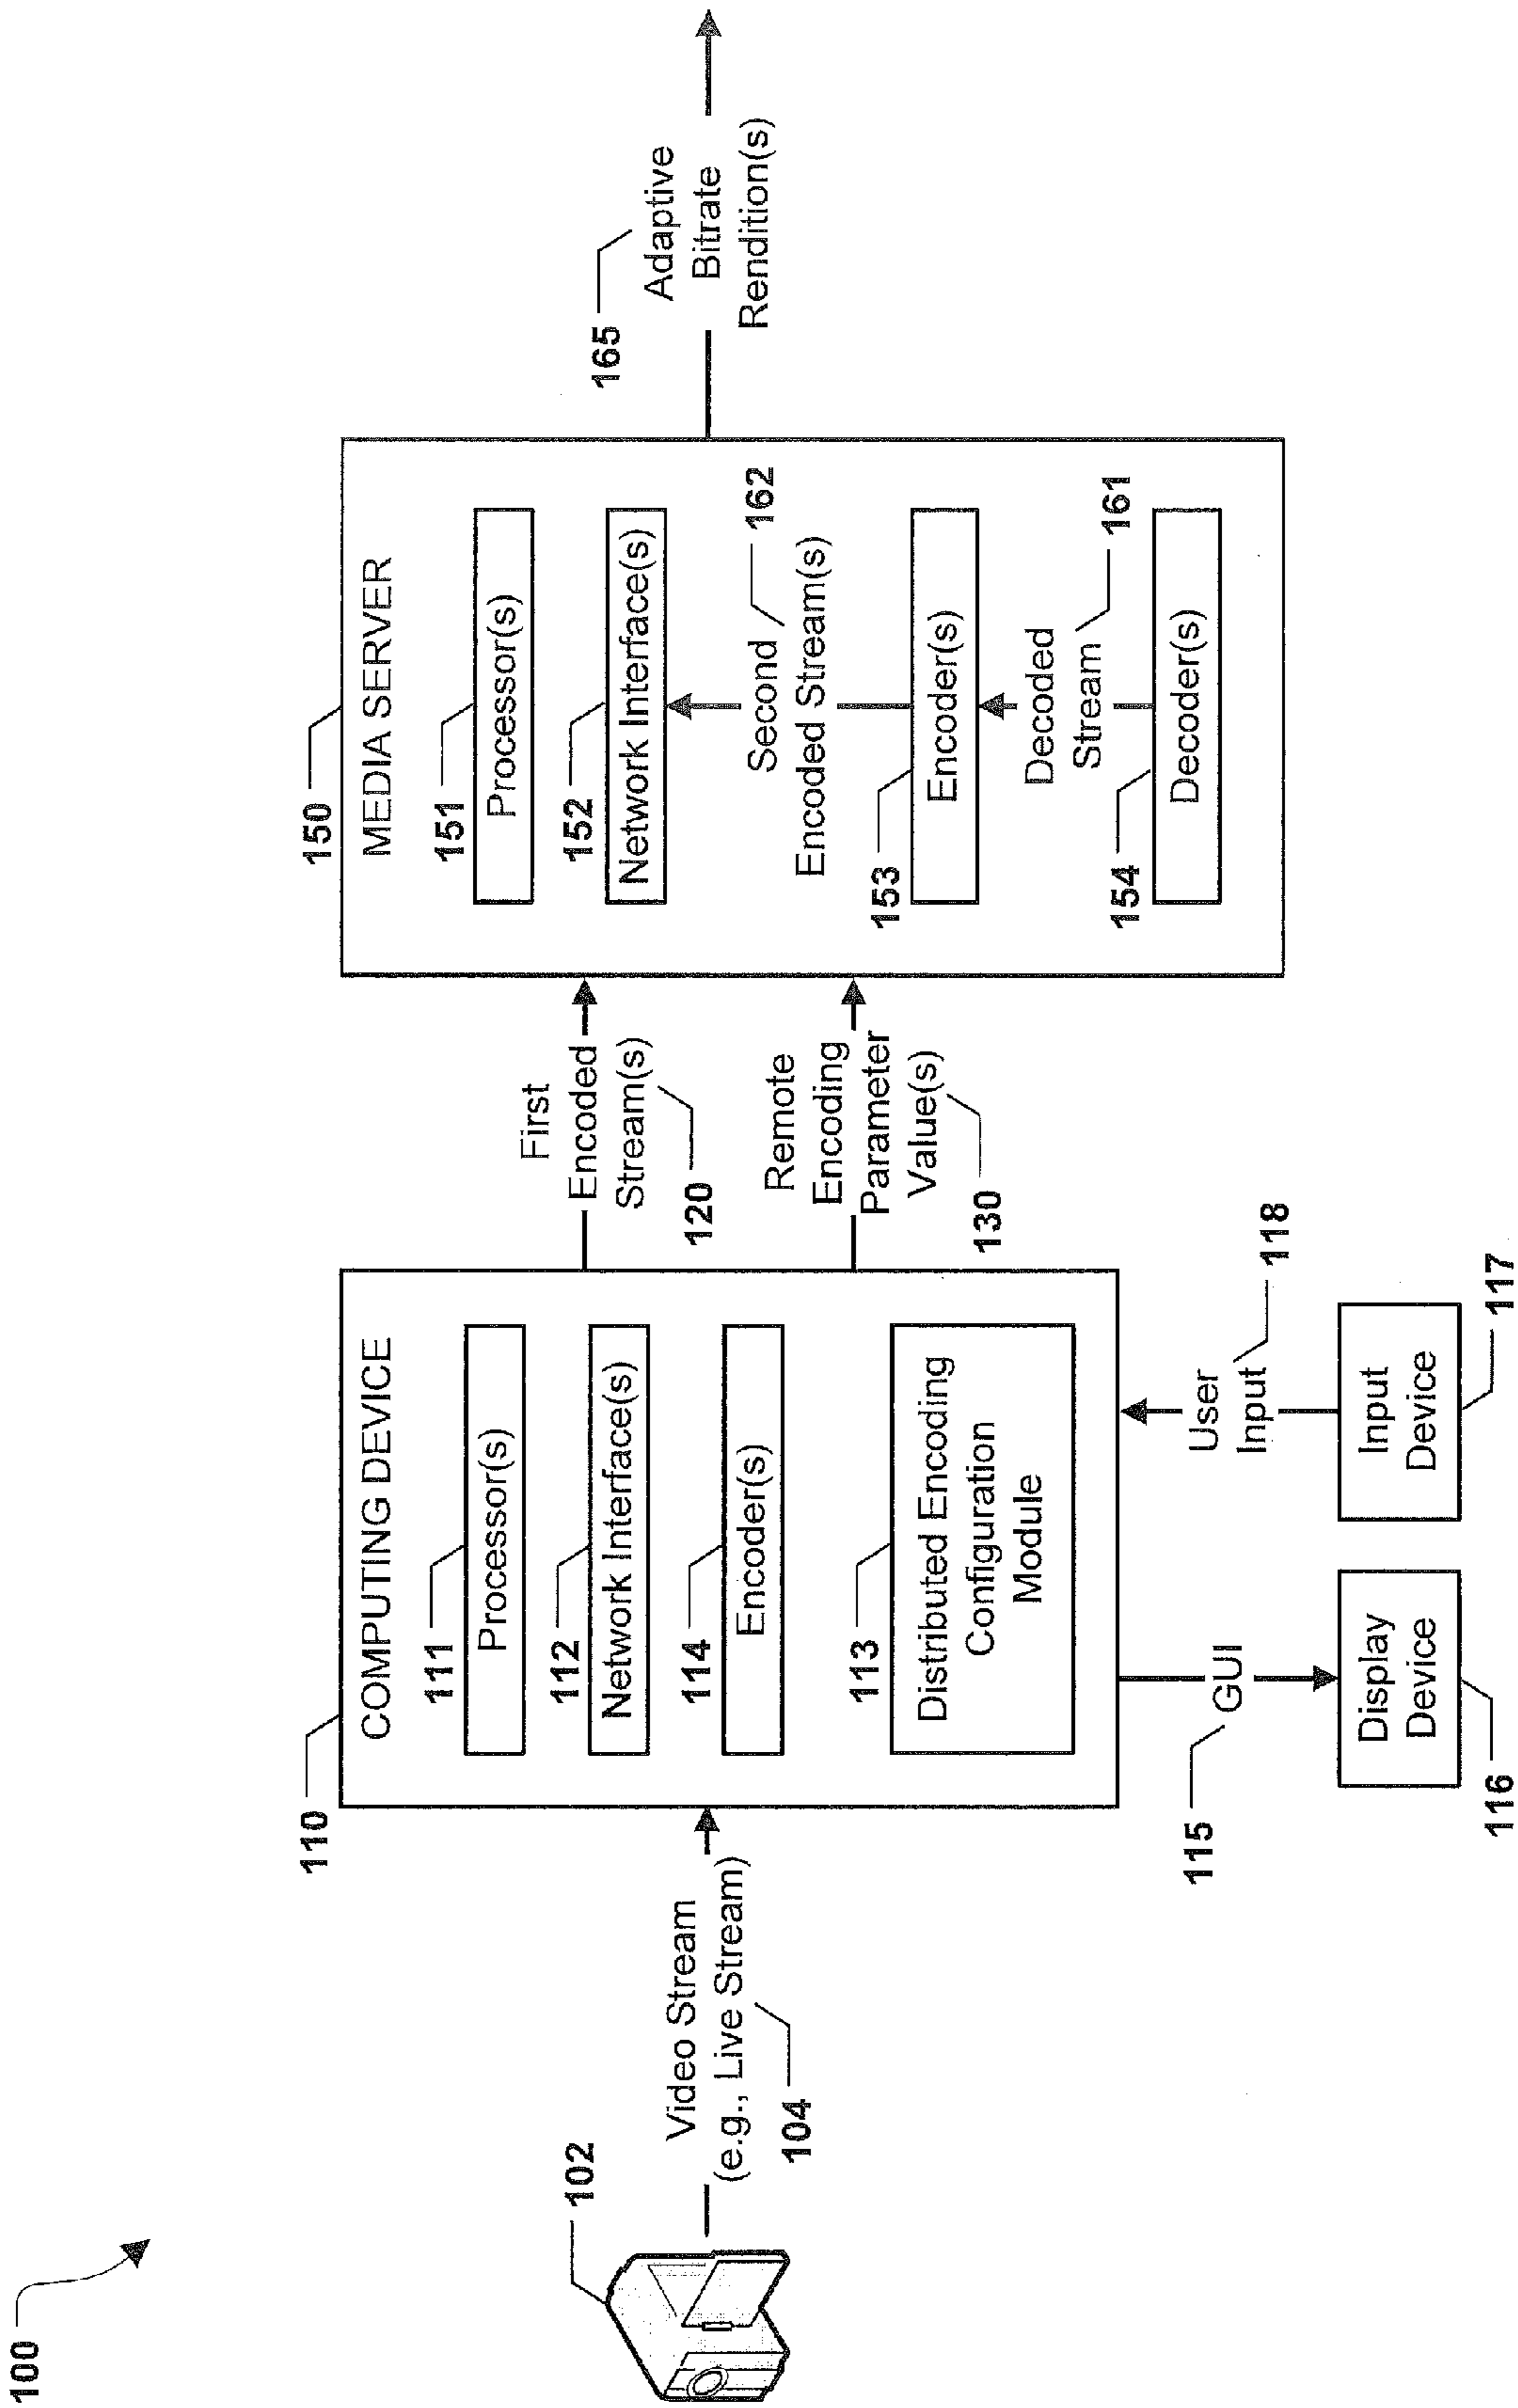 100
102
Video Stream
(e.g., Live Stream)
104
110
COMPUTING DEVICE
111
Processor(s)
112
Network Interface(s)
114
Encoder(s)
113
Distributed Encoding
Configuration
Module
115
GUI
Display
Device
116
User
Input
118
Input
Device
117
First
Encoded
Stream(s)
120
Remote
Encoding
Parameter
Value(s)
130
150
MEDIA SERVER
151
Processor(s)
152
Network Interface(s)
Second
Encoded Stream(s)
162
153
Encoder(s)
Decoded
Stream
161
154
Decoder(s)
165
Adaptive
Bitrate
Rendition(s)